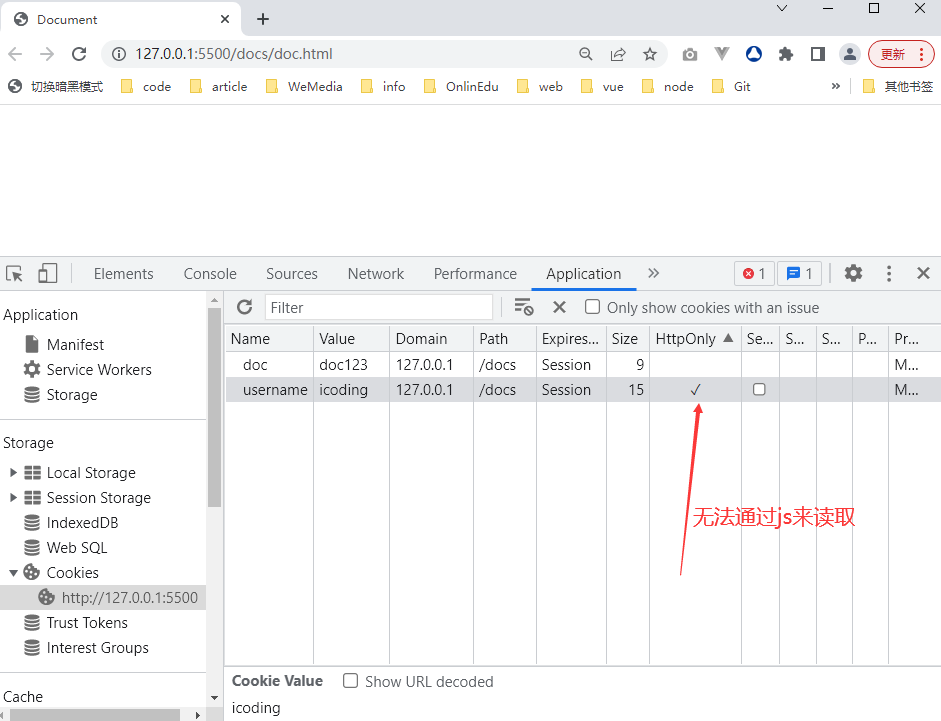 Document
127.0.0.1:5500/docs/doc.html
更新
切换暗黑模式 code article WeMedia info OnlinEdu web vue node Git » 其他书签
Elements Console Sources Network Performance Application » 1 1
Application
Manifest
Service Workers
Storage
Storage
Local Storage
Session Storage
IndexedDB
Web SQL
Cookies
http://127.0.0.1:5500
Trust Tokens
Interest Groups
Cache
Filter Only show cookies with an issue
Name Value Domain Path Expires... Size HttpOnly Se... S... S... P... Pr...
doc doc123 127.0.0.1 /docs Session 9 M...
username icoding 127.0.0.1 /docs Session 15 ✓ M...
无法通过js来读取
Cookie Value Show URL decoded
icoding